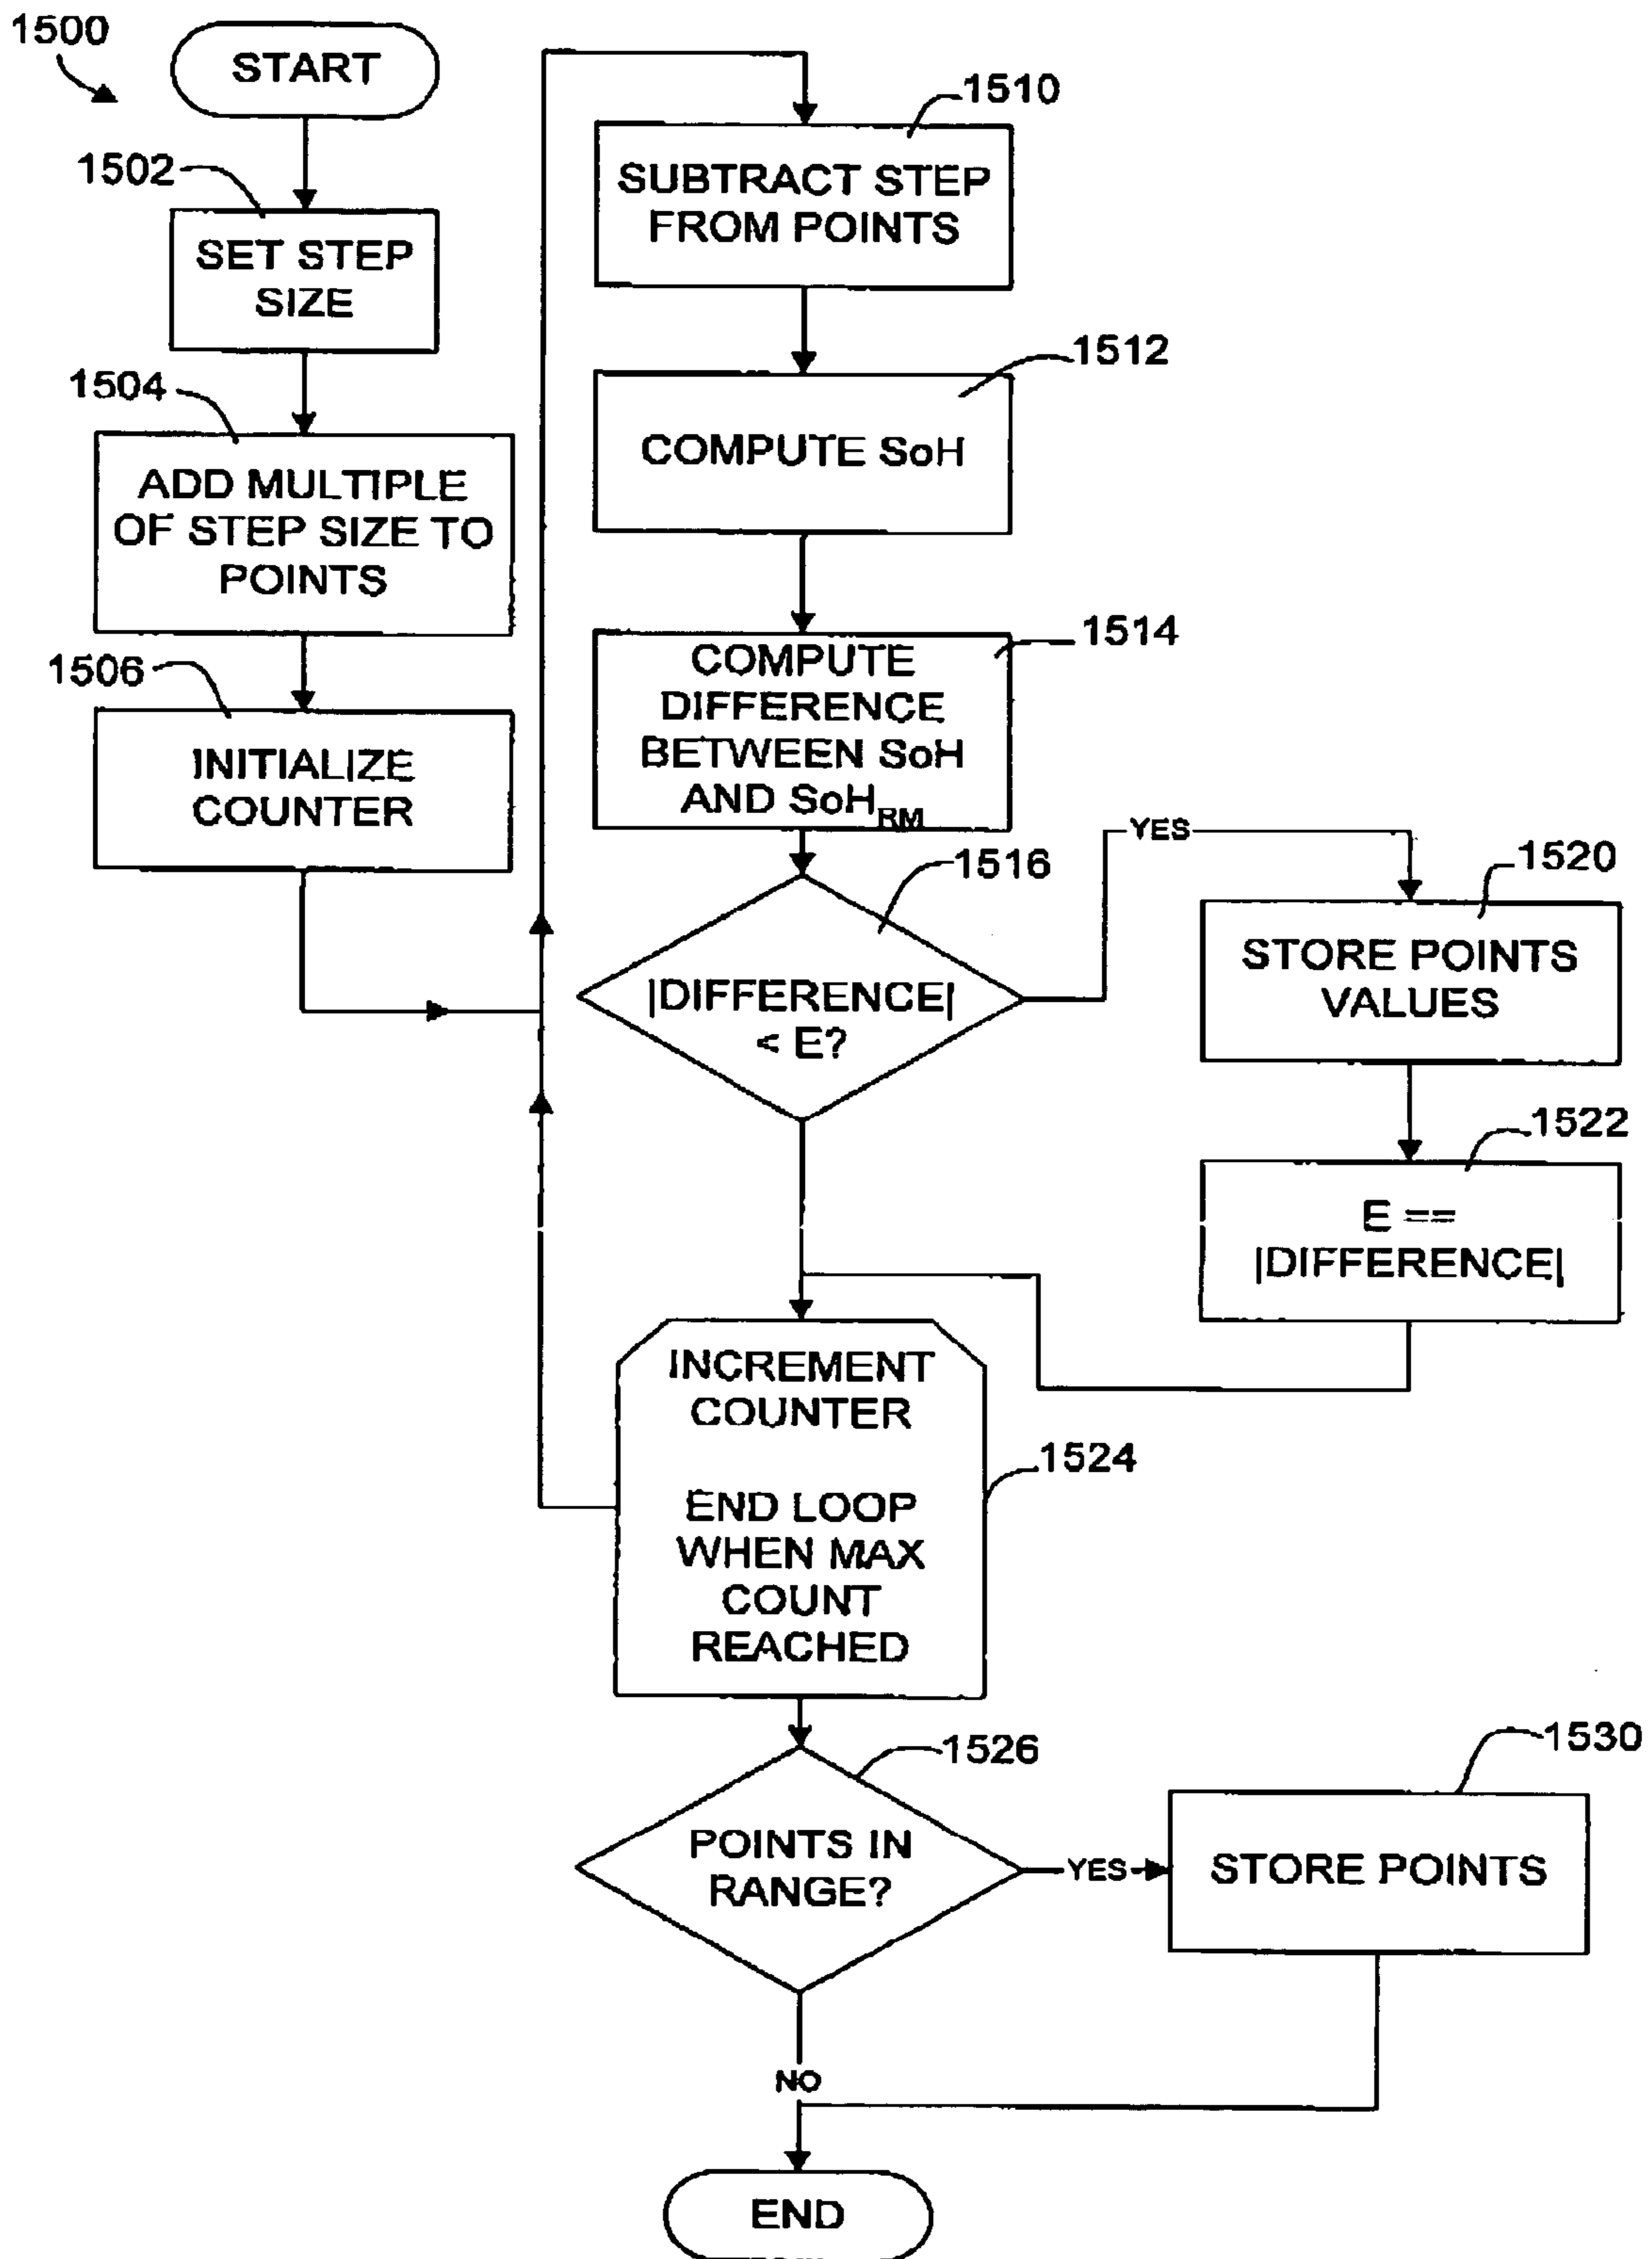 1500
START
1502
SET STEP
SIZE
1504
ADD MULTIPLE
OF STEP SIZE TO
POINTS
1506
INITIALIZE
COUNTER
1510
SUBTRACT STEP
FROM POINTS
1512
COMPUTE SoH
1514
COMPUTE
DIFFERENCE
BETWEEN SoH
AND SoH_RM
1516
|DIFFERENCE|
< E?
YES
1520
STORE POINTS
VALUES
1522
E ==
|DIFFERENCE|
INCREMENT
COUNTER
END LOOP
WHEN MAX
COUNT
REACHED
1524
1526
POINTS IN
RANGE?
YES
1530
STORE POINTS
NO
END